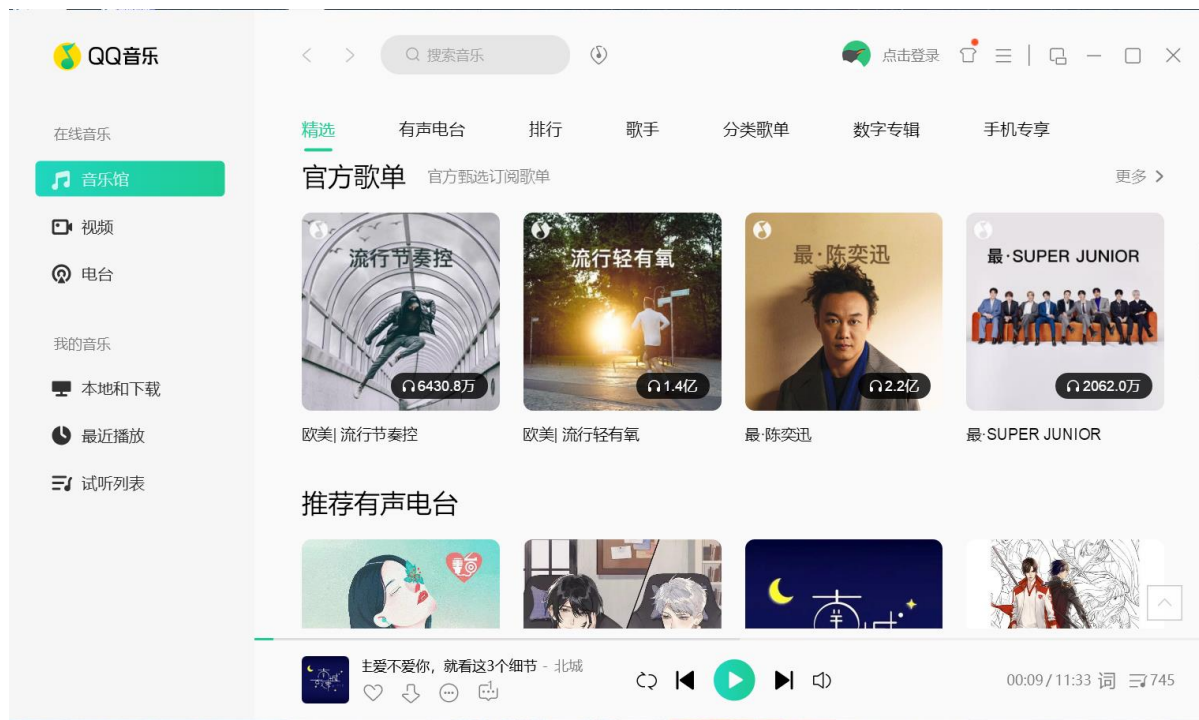 QQ音乐
搜索音乐
点击登录
在线音乐
音乐馆
视频
电台
我的音乐
本地和下载
最近播放
试听列表
精选 有声电台 排行 歌手 分类歌单 数字专辑 手机专享
官方歌单 官方甄选订阅歌单 更多
流行节奏控
6430.8万
欧美| 流行节奏控
流行轻有氧
1.4亿
欧美| 流行轻有氧
最·陈奕迅
2.2亿
最·陈奕迅
最·SUPER JUNIOR
2062.0万
最·SUPER JUNIOR
推荐有声电台
主爱不爱你，就看这3个细节 - 北城
1
00:09/11:33 词 745